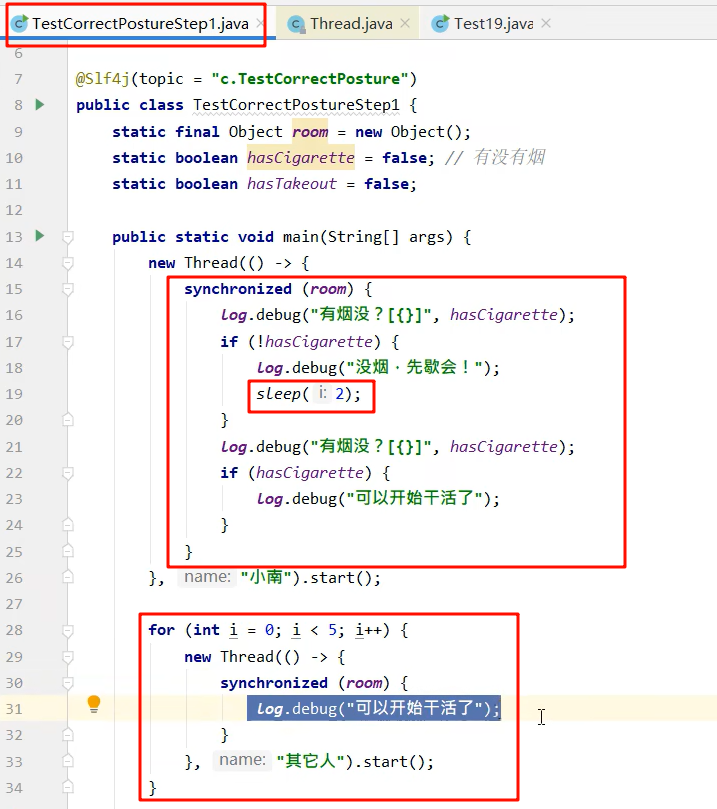 TestCorrectPostureStep1.java × Thread.java × Test19.java ×
6
7 @Slf4j(topic = "c.TestCorrectPosture")
8 public class TestCorrectPostureStep1 {
9 static final Object room = new Object();
10 static boolean hasCigarette = false; // 有没有烟
11 static boolean hasTakeout = false;
12
13 public static void main(String[] args) {
14 new Thread(() -> {
15 synchronized (room) {
16 log.debug("有烟没？[{}]", hasCigarette);
17 if (!hasCigarette) {
18 log.debug("没烟，先歇会！");
19 sleep( i: 2);
20 }
21 log.debug("有烟没？[{}]", hasCigarette);
22 if (hasCigarette) {
23 log.debug("可以开始干活了");
24 }
25 }
26 }, name: "小南").start();
27
28 for (int i = 0; i < 5; i++) {
29 new Thread(() -> {
30 synchronized (room) {
31 log.debug("可以开始干活了");
32 }
33 }, name: "其它人").start();
34 }